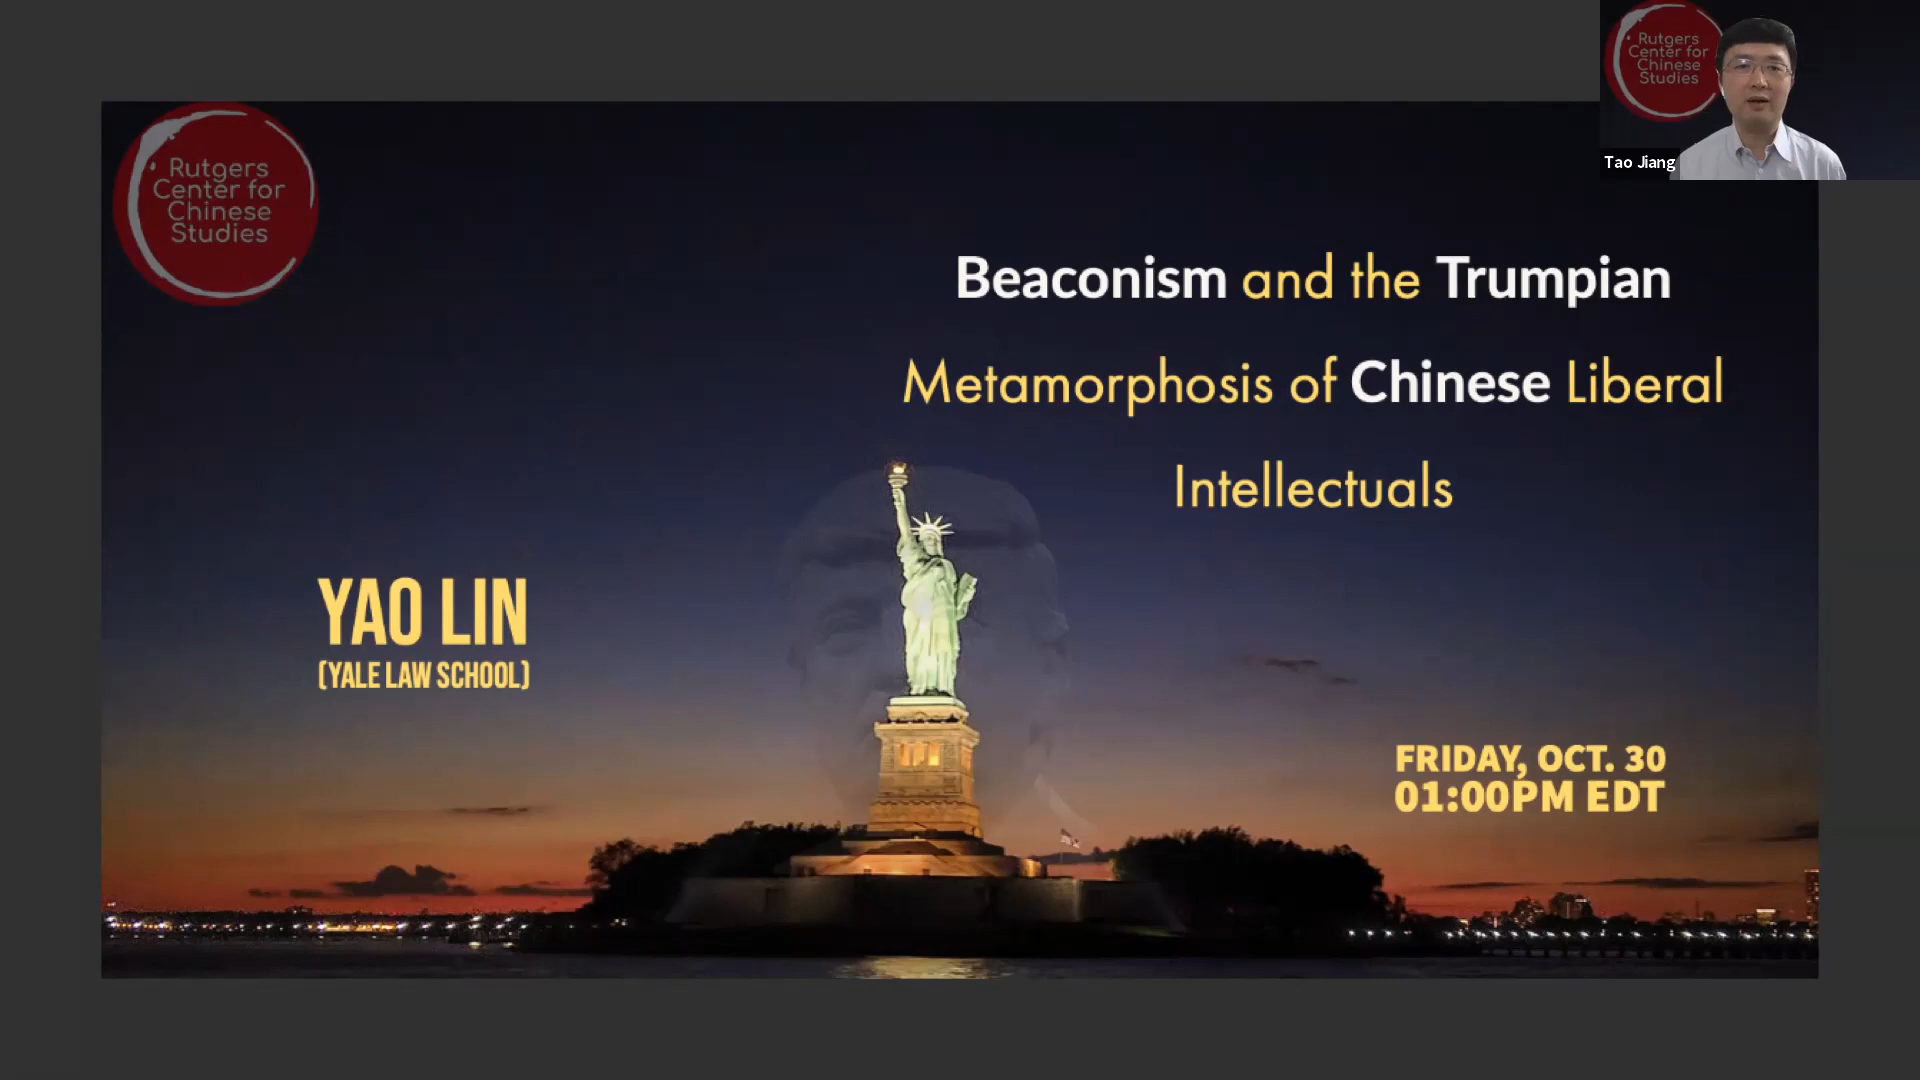 Rutgers
Center for
Chinese
Studies
Rutgers
Center for
Chinese
Studies
Tao Jiang
Beaconism and the Trumpian
Metamorphosis of Chinese Liberal
Intellectuals
YAO LIN
(YALE LAW SCHOOL)
FRIDAY, OCT. 30
01:00PM EDT